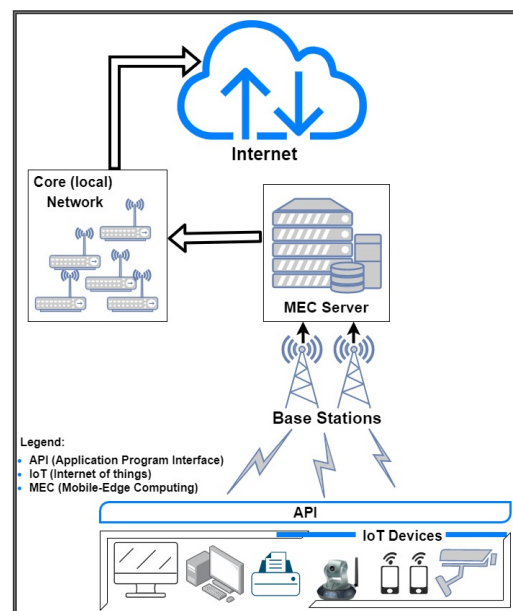 Internet
Core (local)
Network
MEC Server
Base Stations
Legend:
API (Application Program Interface)
IoT (Internet of things)
MEC (Mobile-Edge Computing)
API
IoT Devices